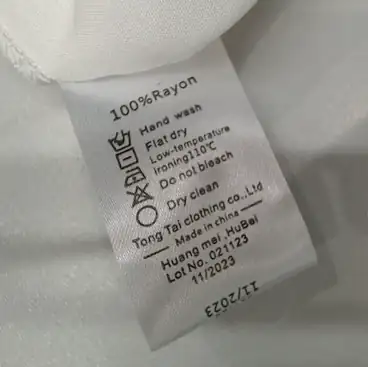 100%Rayon
Hand wash
Flat dry
Low-temperature
ironing110℃
Do not bleach
Dry clean
Tong Tai clothing co.,Ltd
Made in china
Huang mei, HuBei
Lot No. 021123
11/2023
11/2023